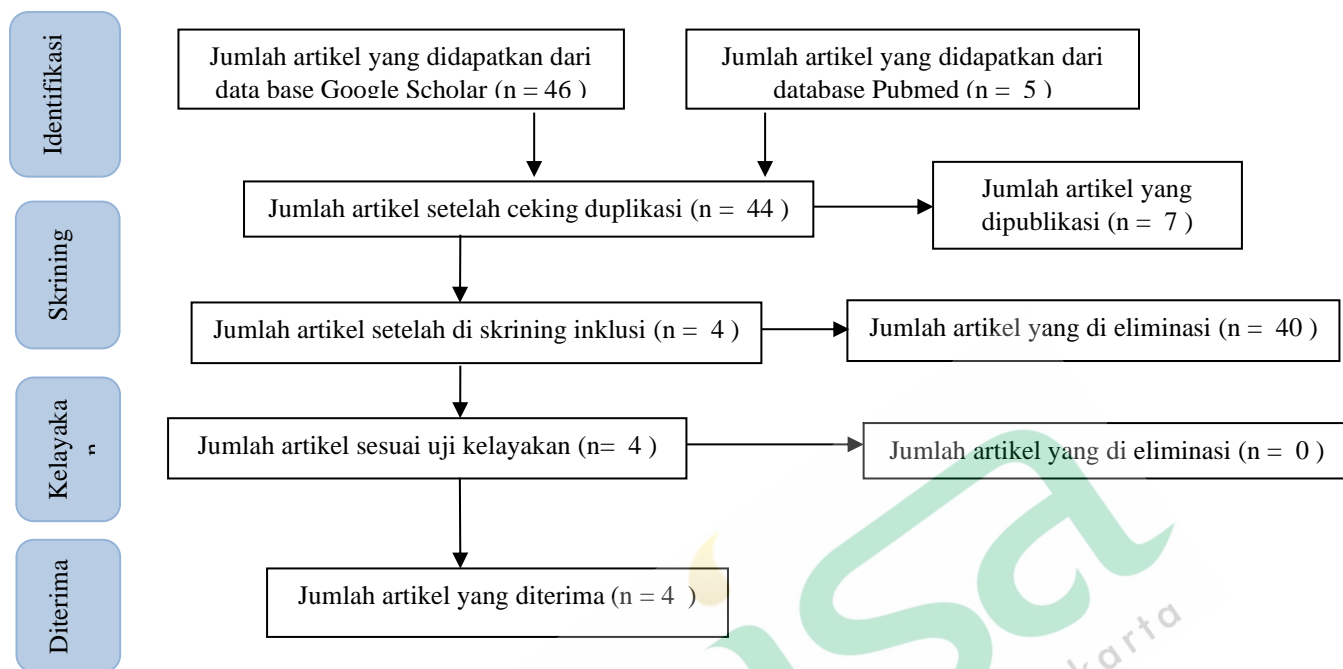 Identifikasi
Jumlah artikel yang didapatkan dari
data base Google Scholar (n = 46 )
Jumlah artikel yang didapatkan dari
database Pubmed (n = 5 )
Skrining
Jumlah artikel setelah ceking duplikasi (n = 44 )
Jumlah artikel yang
dipublikasi (n = 7 )
Jumlah artikel setelah di skrining inklusi (n = 4 )
Jumlah artikel yang di eliminasi (n = 40 )
Kelayaka
n
Jumlah artikel sesuai uji kelayakan (n= 4 )
Jumlah artikel yang di eliminasi (n = 0 )
Diterima
Jumlah artikel yang diterima (n = 4 )